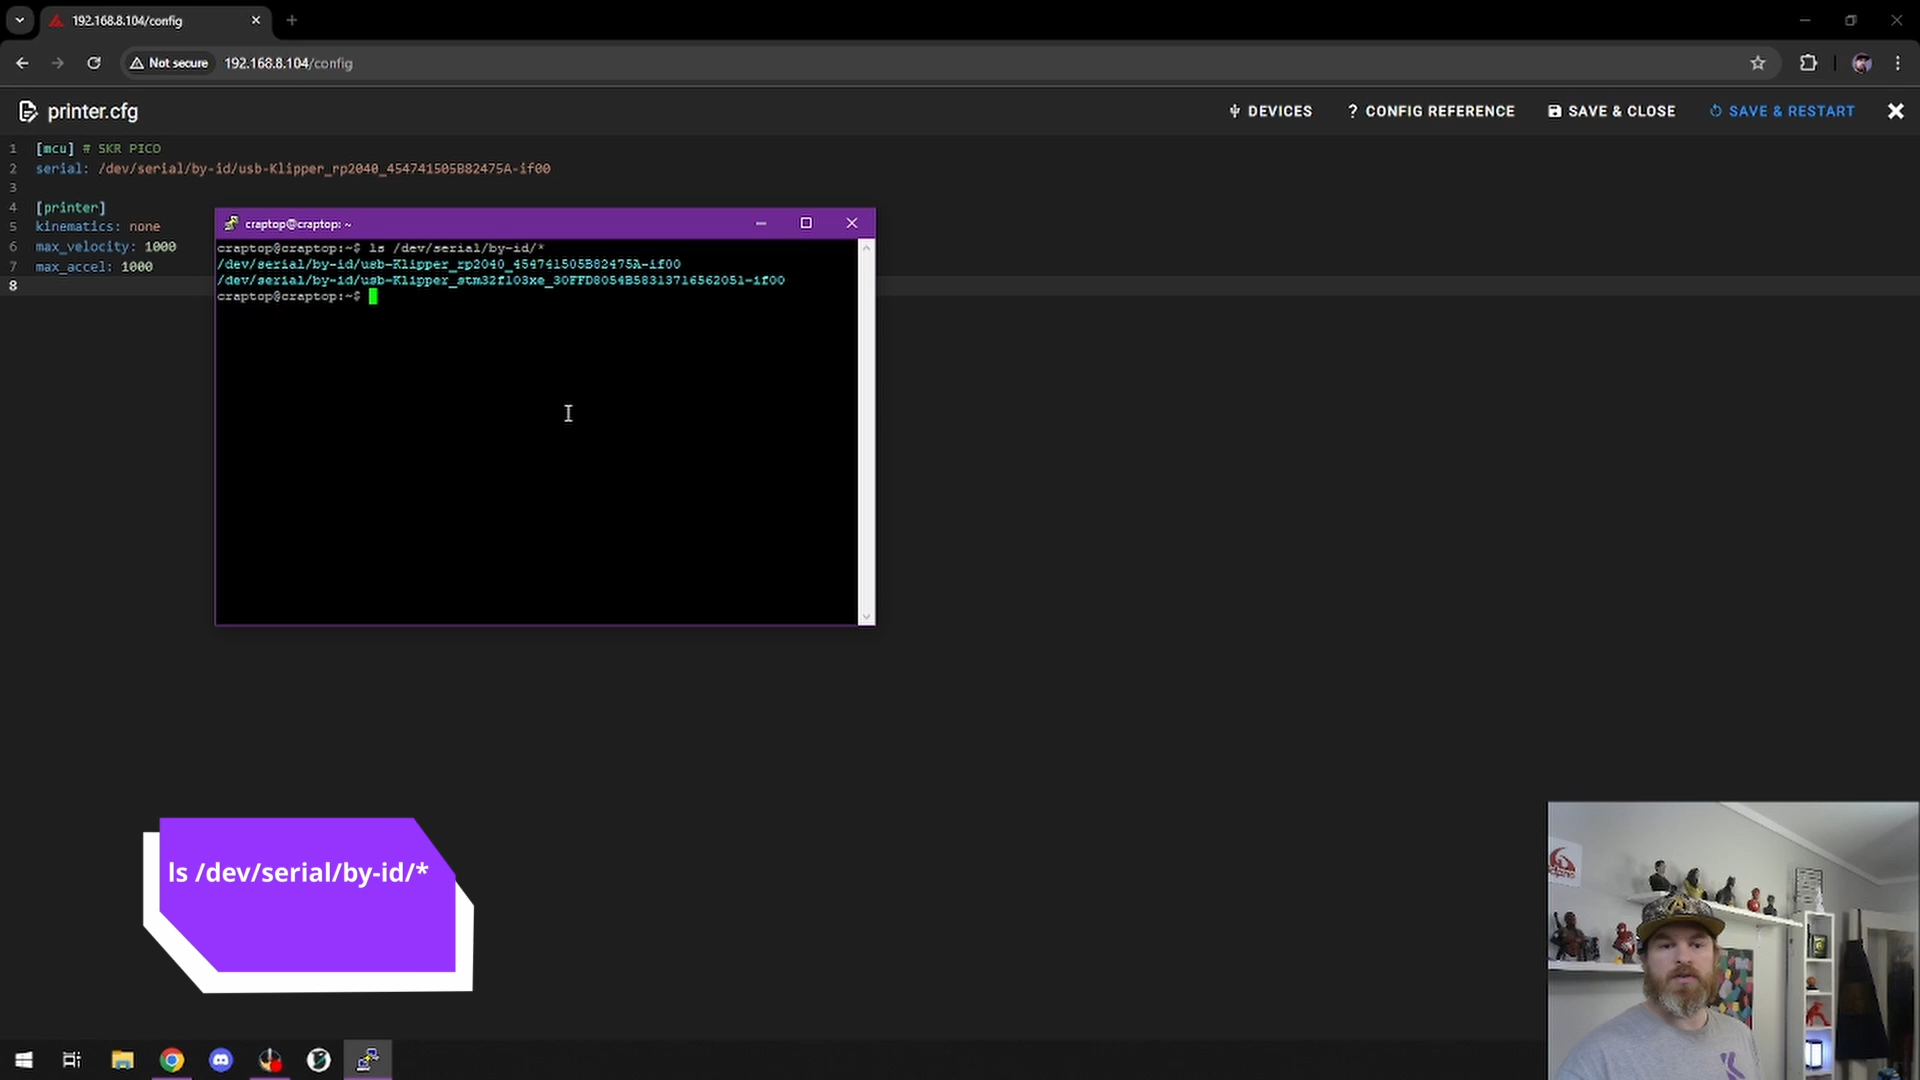 192.168.8.104/config
Not secure
192.168.8.104/config
printer.cfg
DEVICES
? CONFIG REFERENCE
SAVE & CLOSE
SAVE & RESTART
1 [mcu] # SKR PICO
2 serial: /dev/serial/by-id/usb-Klipper_rp2040_454741505B82475A-if00
3
4 [printer]
5 kinematics: none
6 max_velocity: 1000
7 max_accel: 1000
8
craptop@craptop: ~
craptop@craptop:~$ ls /dev/serial/by-id/*
/dev/serial/by-id/usb-Klipper_rp2040_454741505B82475A-if00
/dev/serial/by-id/usb-Klipper_stm32f103xe_30FFD8054B58313716562051-if00
craptop@craptop:~$
ls /dev/serial/by-id/*